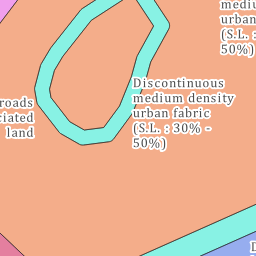 mediu
urban
(S.L. :
50%)
Discontinuous
medium density
urban fabric
(S.L. : 30% -
50%)
roads
ciated
land
D